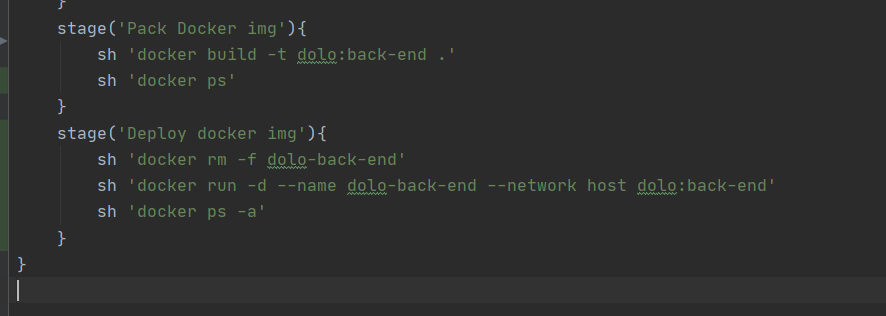 }
stage('Pack Docker img'){
sh 'docker build -t dolo:back-end .'
sh 'docker ps'
}
stage('Deploy docker img'){
sh 'docker rm -f dolo-back-end'
sh 'docker run -d --name dolo-back-end --network host dolo:back-end'
sh 'docker ps -a'
}
}